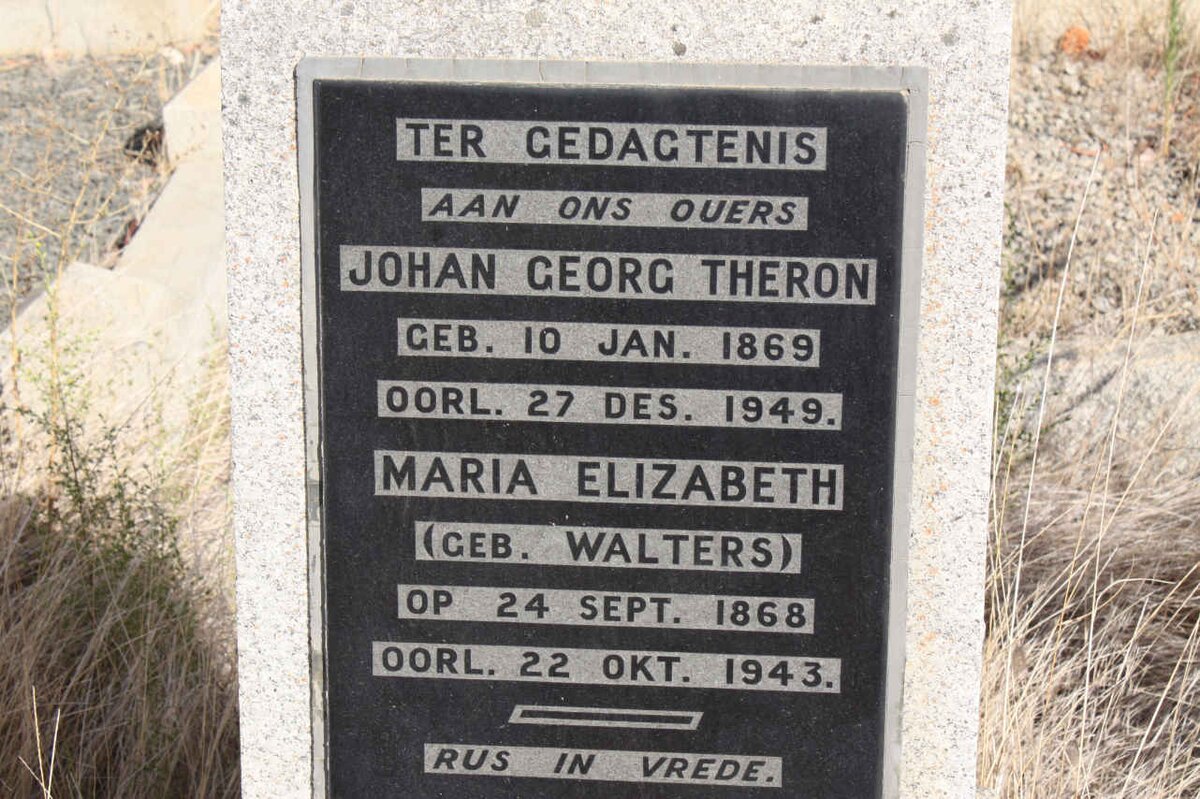 TER GEDAGTENIS
AAN ONS OUERS
JOHAN GEORG THERON
GEB. 10 JAN. 1869
OORL. 27 DES. 1949.
MARIA ELIZABETH
(GEB. WALTERS)
OP 24 SEPT. 1868
OORL. 22 OKT. 1943.
RUS IN VREDE.